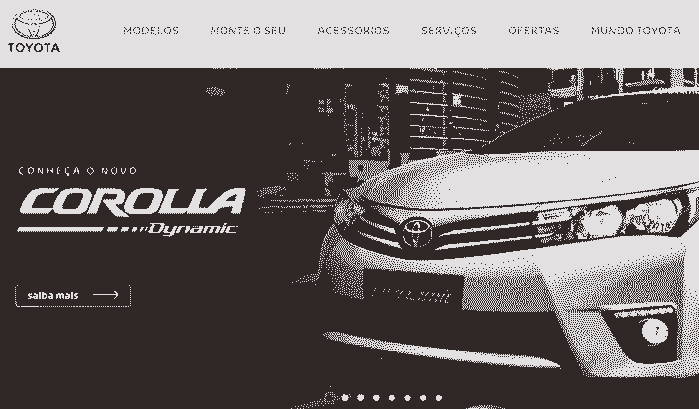 TOYOTA
MODELOS MONTE O SEU ACESSÓRIOS SERVIÇOS OFERTAS MUNDO TOYOTA
CONHEÇA O NOVO
COROLLA
Dynamic
saiba mais
?